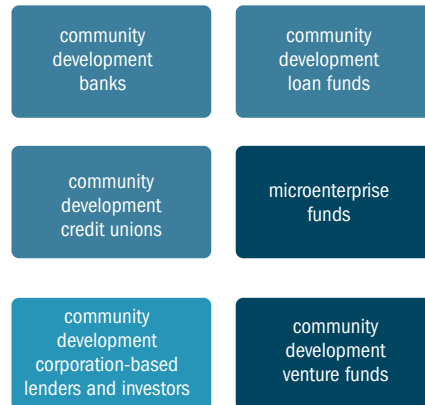 community
development
banks
community
development
loan funds
community
development
credit unions
microenterprise
funds
community
development
corporation-based
lenders and investors
community
development
venture funds